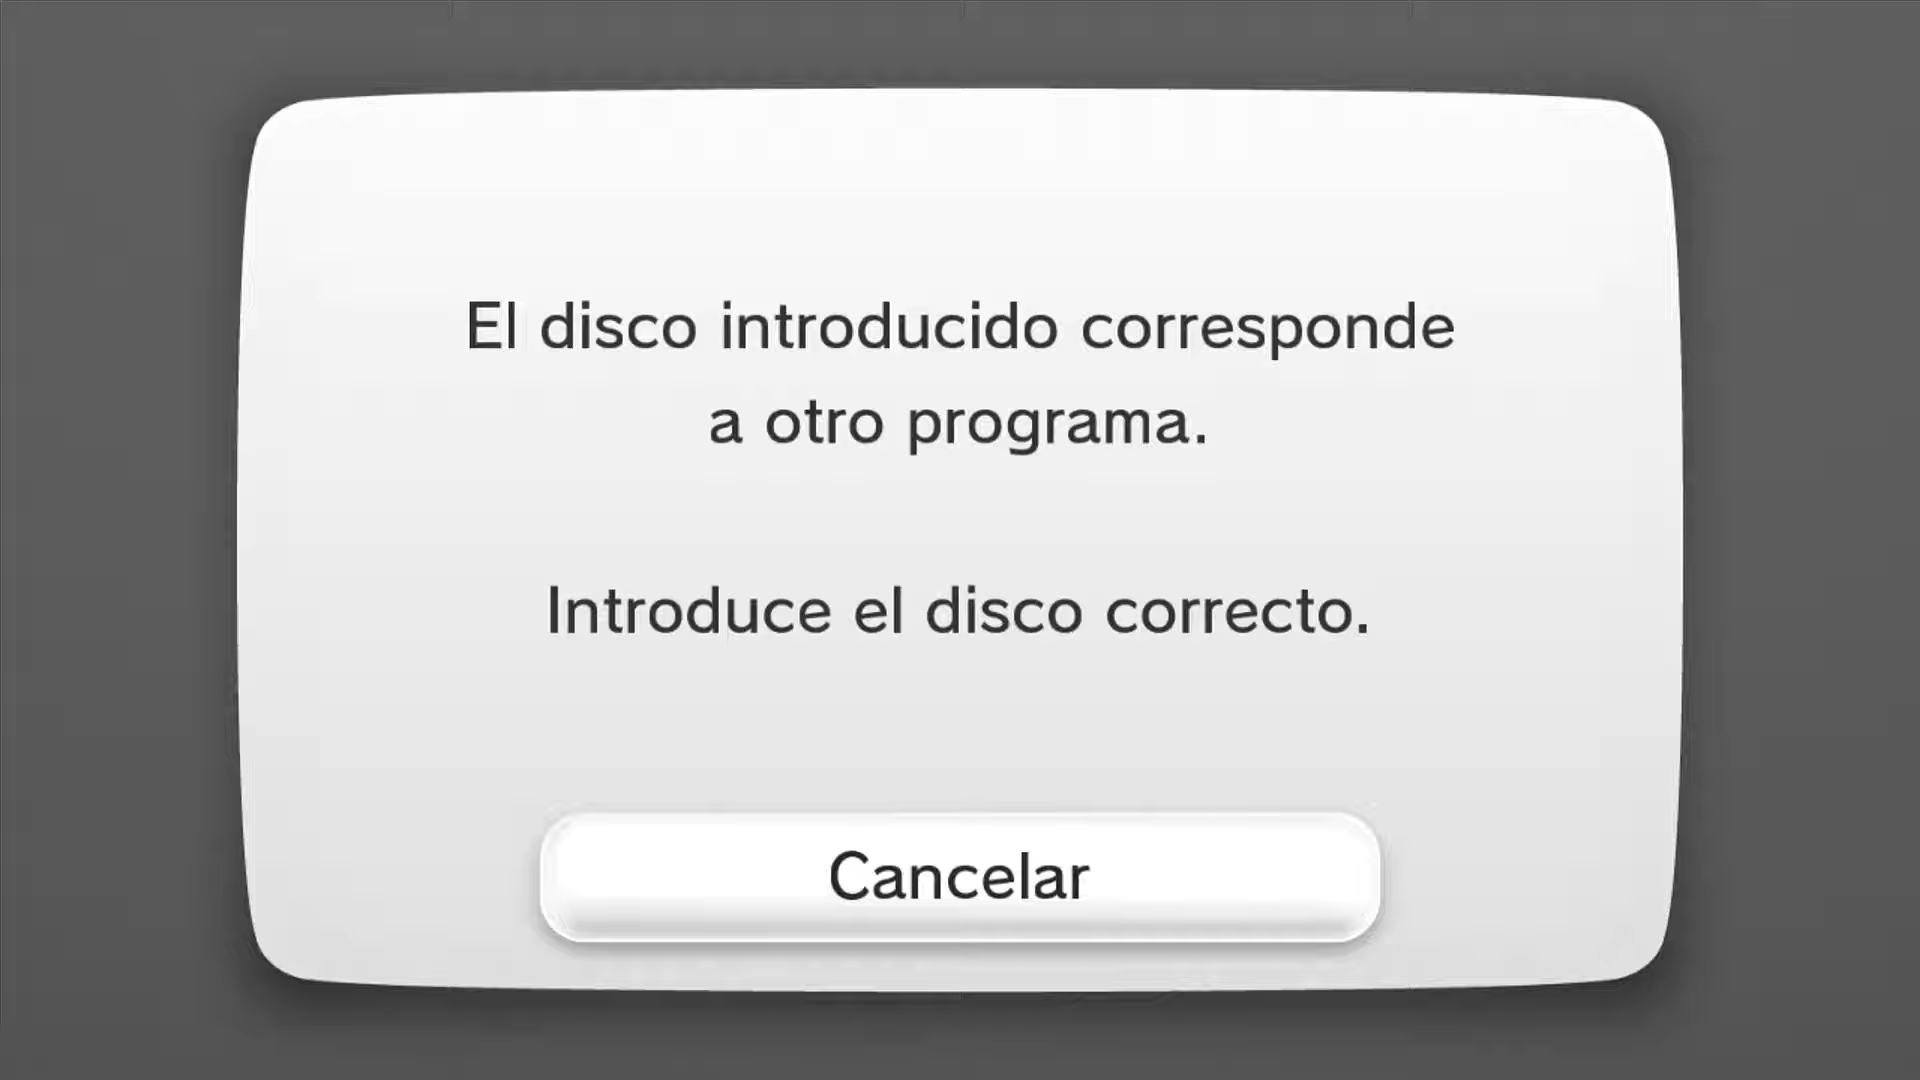 El disco introducido corresponde
a otro programa.
Introduce el disco correcto.
Cancelar